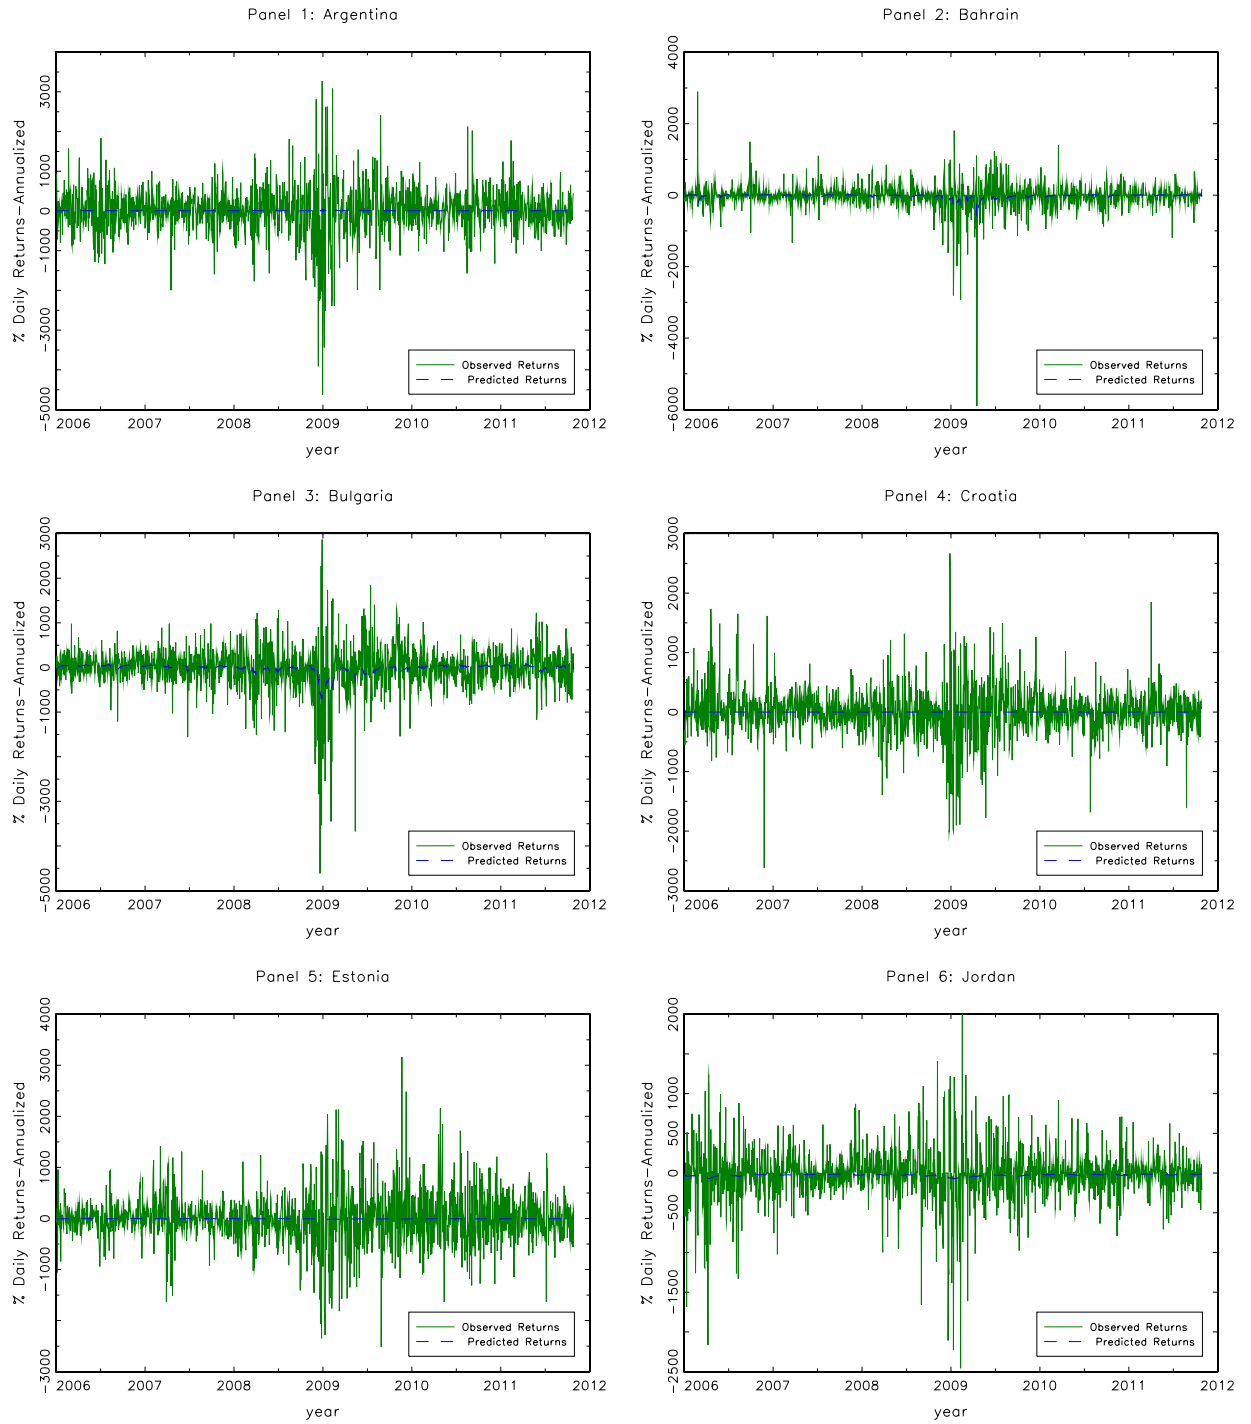 Panel 1: Argentina
% Daily Returns-Annualized
3000
1000
0
-1000
-3000
-5000
Observed Returns
Predicted Returns
2006 2007 2008 2009 2010 2011 2012
year
Panel 2: Bahrain
% Daily Returns-Annualized
4000
2000
0
-2000
-4000
-6000
Observed Returns
Predicted Returns
2006 2007 2008 2009 2010 2011 2012
year
Panel 3: Bulgaria
% Daily Returns-Annualized
3000
2000
1000
0
-1000
-3000
-5000
Observed Returns
Predicted Returns
2006 2007 2008 2009 2010 2011 2012
year
Panel 4: Croatia
% Daily Returns-Annualized
3000
2000
1000
0
-1000
-2000
-3000
Observed Returns
Predicted Returns
2006 2007 2008 2009 2010 2011 2012
year
Panel 5: Estonia
% Daily Returns-Annualized
4000
3000
2000
1000
0
-1000
-3000
Observed Returns
Predicted Returns
2006 2007 2008 2009 2010 2011 2012
year
Panel 6: Jordan
% Daily Returns-Annualized
2000
1000
500
0
-500
-1500
-2500
Observed Returns
Predicted Returns
2006 2007 2008 2009 2010 2011 2012
year